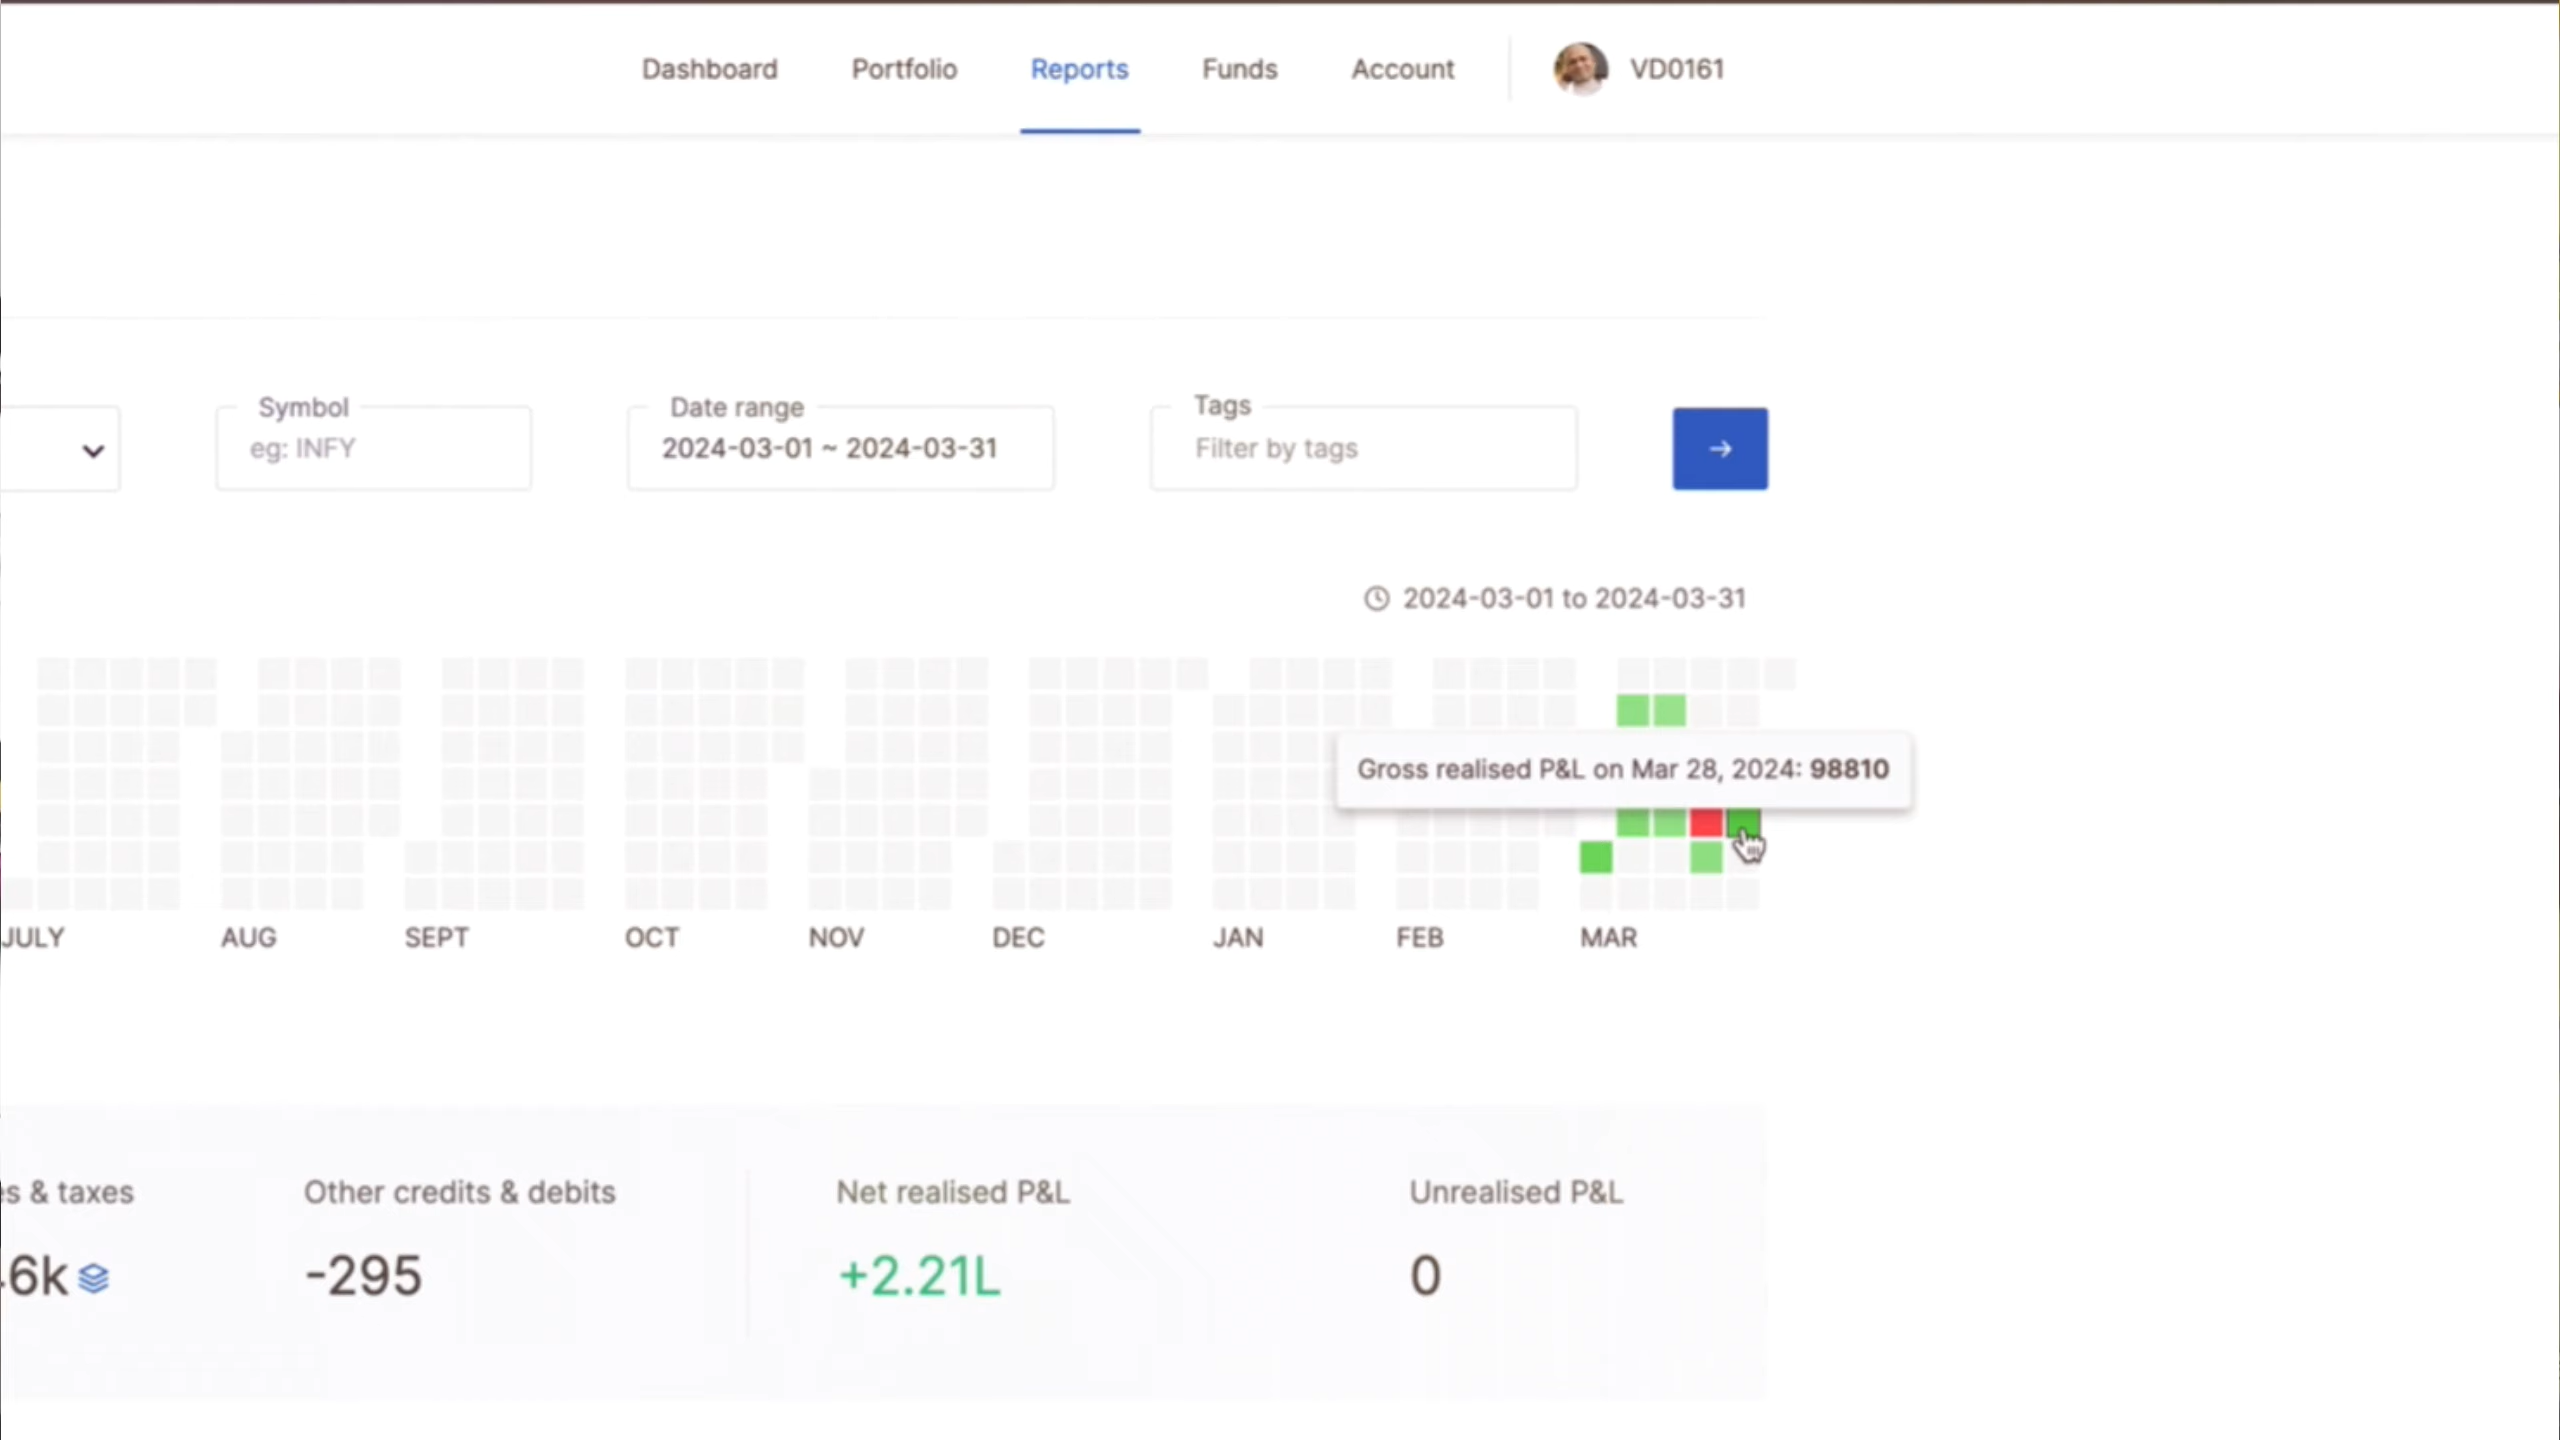 Dashboard Portfolio Reports Funds Account VD0161
Symbol Date range Tags
eg: INFY 2024-03-01 ~ 2024-03-31 Filter by tags
2024-03-01 to 2024-03-31
Gross realised P&L on Mar 28, 2024: 98810
JULY AUG SEPT OCT NOV DEC JAN FEB MAR
& taxes Other credits & debits Net realised P&L Unrealised P&L
6k -295 +2.21L 0